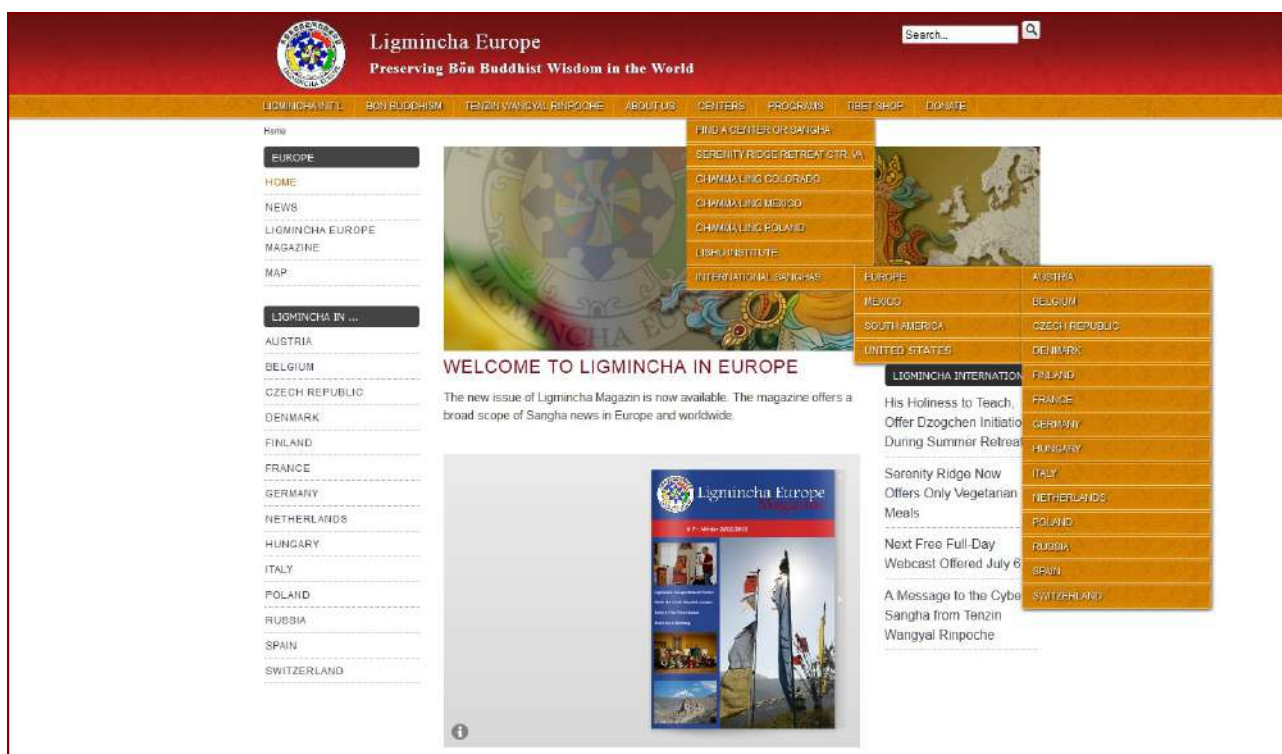 Ligmincha Europe
Preserving Bön Buddhist Wisdom in the World
Search...
LIGMINCHA INT'L
BON BUDDHISM
TENZIN WANGYAL RINPOCHE
ABOUT US
CENTERS
PROGRAMS
TIBET SHOP
DONATE
Home
EUROPE
HOME
NEWS
LIGMINCHA EUROPE
MAGAZINE
MAP
LIGMINCHA IN ...
AUSTRIA
BELGIUM
CZECH REPUBLIC
DENMARK
FINLAND
FRANCE
GERMANY
NETHERLANDS
HUNGARY
ITALY
POLAND
RUSSIA
SPAIN
SWITZERLAND
FIND A CENTER OR SANGHA
SERENITY RIDGE RETREAT CTR. VA
CHAMMA LING COLORADO
CHAMMA LING MEXICO
CHAMMA LING POLAND
LISHU INSTITUTE
INTERNATIONAL SANGHAS
EUROPE
MEXICO
SOUTH AMERICA
UNITED STATES
AUSTRIA
BELGIUM
CZECH REPUBLIC
DENMARK
FINLAND
FRANCE
GERMANY
HUNGARY
ITALY
NETHERLANDS
POLAND
RUSSIA
SPAIN
SWITZERLAND
LIGMINCHA EU
WELCOME TO LIGMINCHA IN EUROPE
The new issue of Ligmincha Magazin is now available. The magazine offers a
broad scope of Sangha news in Europe and worldwide.
Ligmincha Europe
Magazine
# 7 - Winter 2012/2013
LIGMINCHA INTERNATION
His Holiness to Teach,
Offer Dzogchen Initiatio
During Summer Retrea
Serenity Ridge Now
Offers Only Vegetarian
Meals
Next Free Full-Day
Webcast Offered July 6
A Message to the Cybe
Sangha from Tenzin
Wangyal Rinpoche